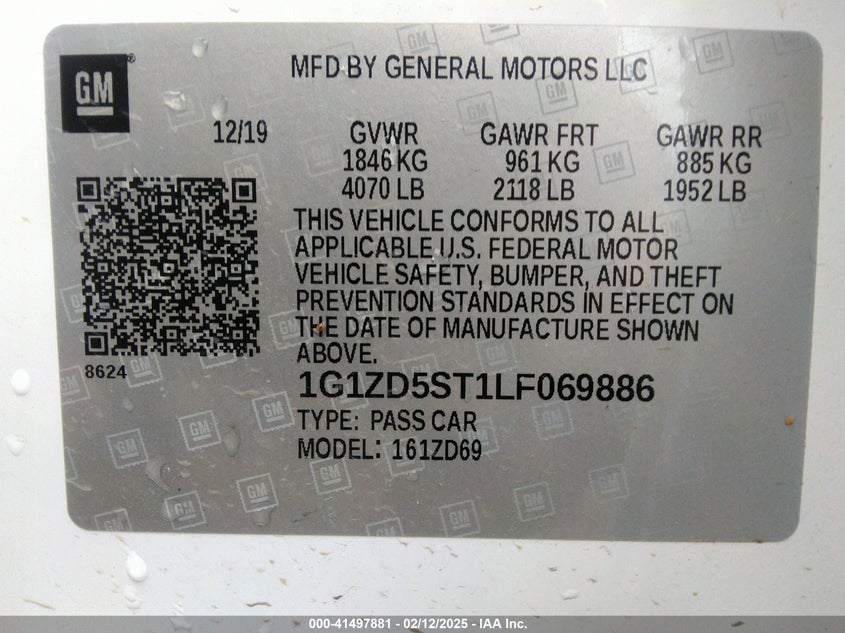 GM
MFD BY GENERAL MOTORS LLC
12/19 GVWR GAWR FRT GAWR RR
1846 KG 961 KG 885 KG
4070 LB 2118 LB 1952 LB
THIS VEHICLE CONFORMS TO ALL
APPLICABLE U.S. FEDERAL MOTOR
VEHICLE SAFETY, BUMPER, AND THEFT
PREVENTION STANDARDS IN EFFECT ON
THE DATE OF MANUFACTURE SHOWN
ABOVE.
8624
1G1ZD5ST1LF069886
TYPE: PASS CAR
MODEL: 161ZD69
000-41497881 - 02/12/2025 - IAA Inc.